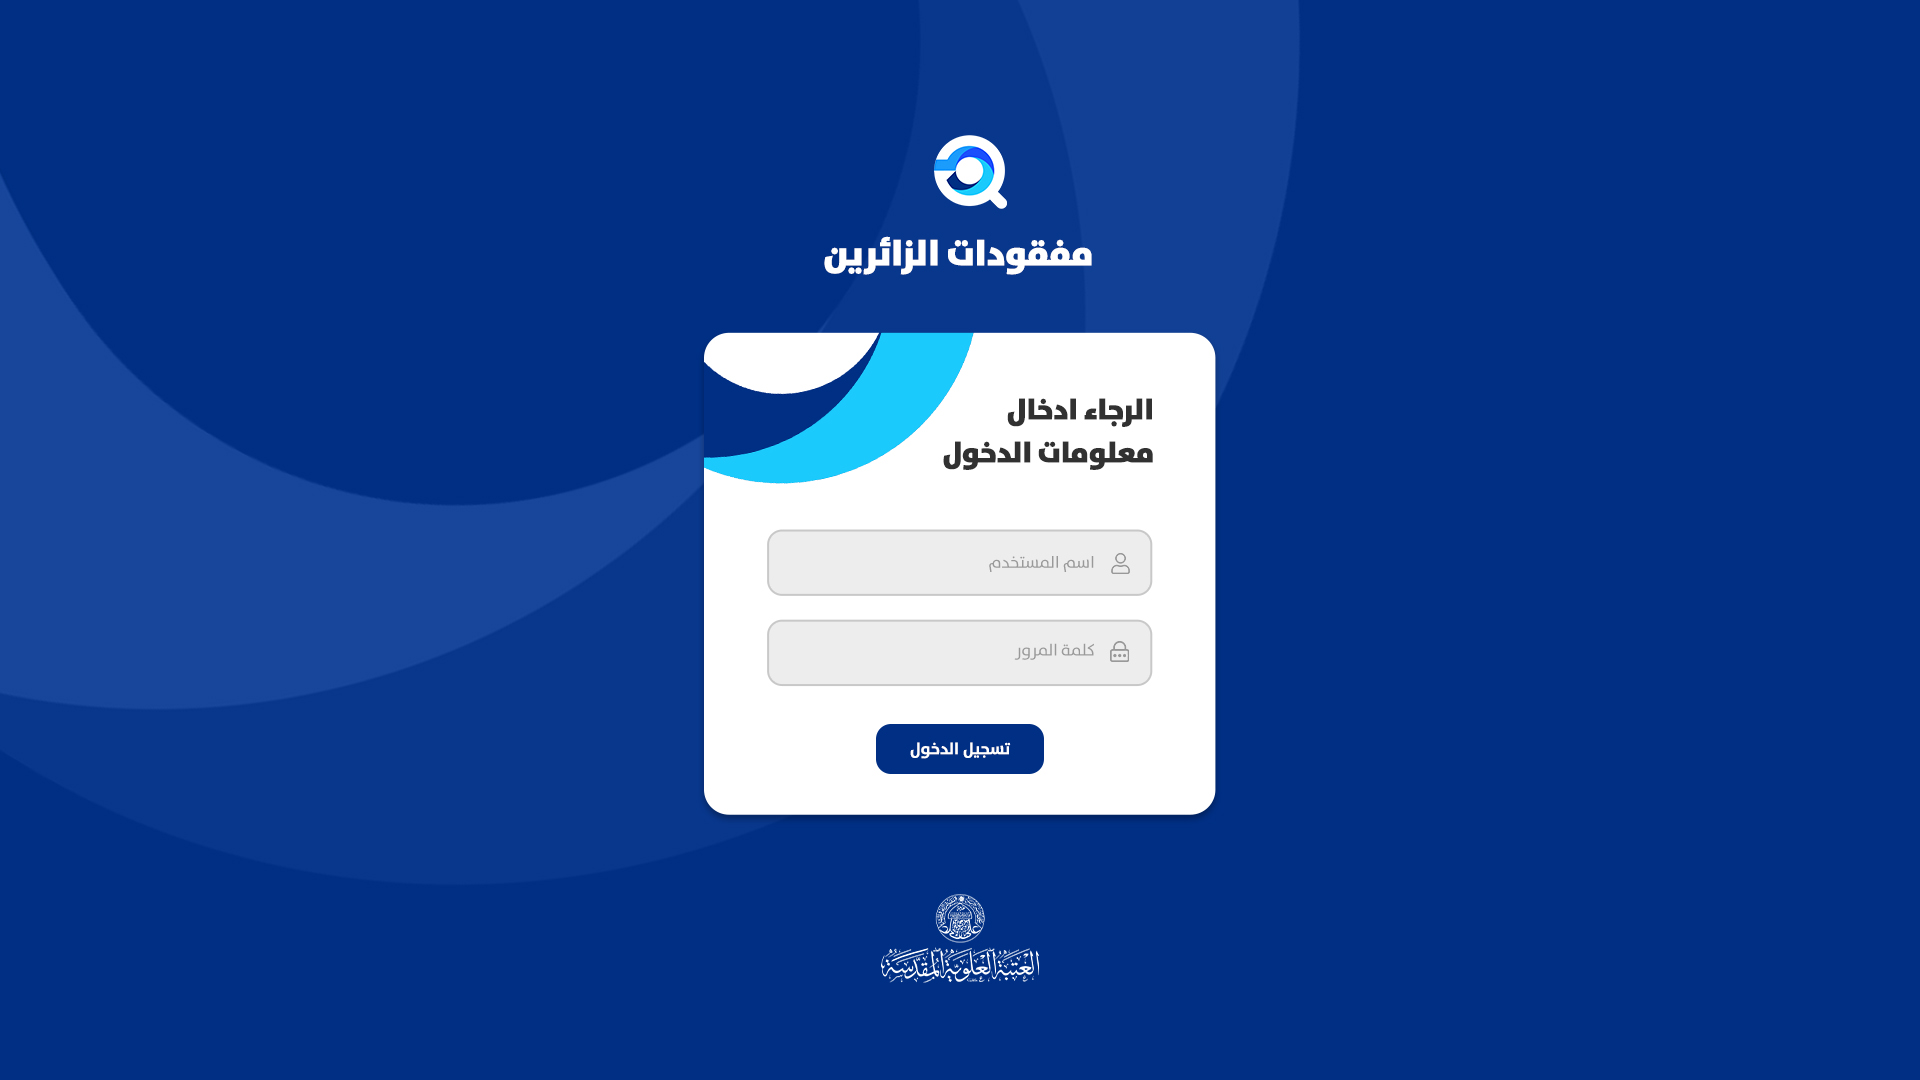 مفقودات الزائرين
الرجاء ادخال
معلومات الدخول
اسم المستخدم
كلمة المرور
تسجيل الدخول
العتبة العلوية المقدسة